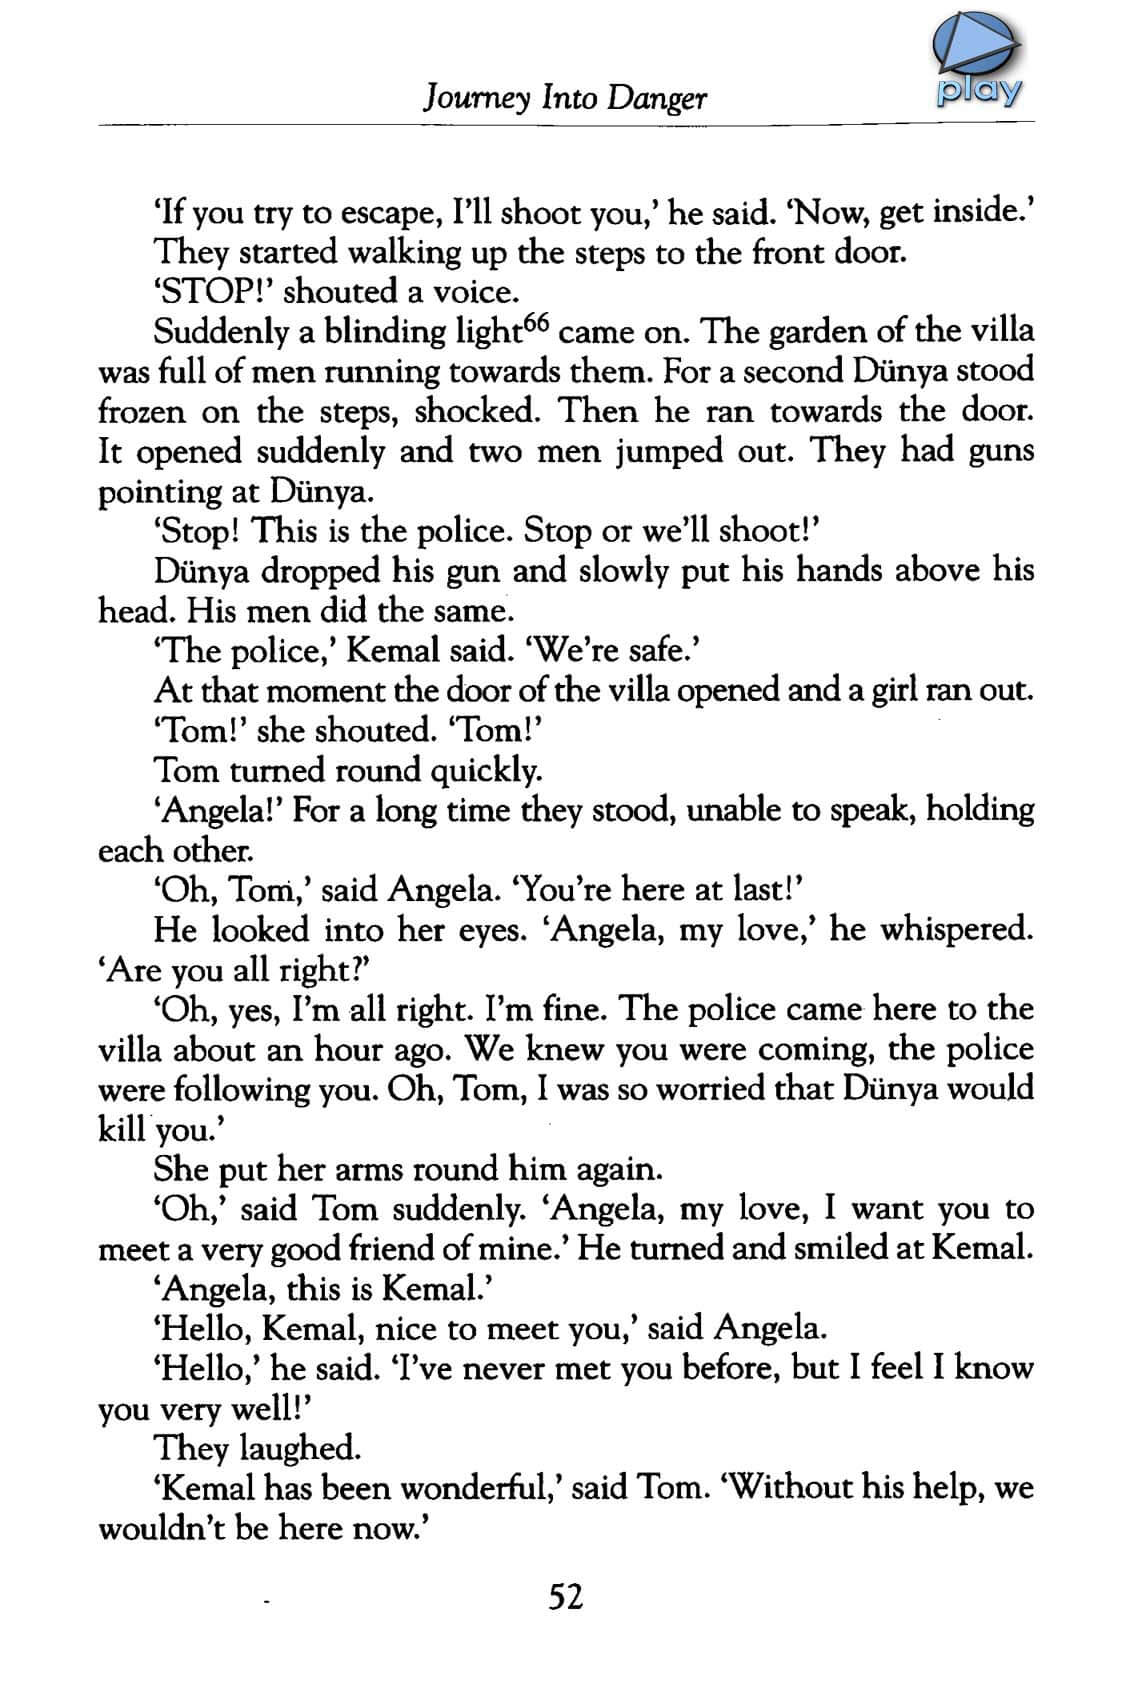 Journey Into Danger
play
‘If you try to escape, I’ll shoot you,’ he said. ‘Now, get inside.’
They started walking up the steps to the front door.
‘STOP!’ shouted a voice.
Suddenly a blinding light66 came on. The garden of the villa
was full of men running towards them. For a second Dünya stood
frozen on the steps, shocked. Then he ran towards the door.
It opened suddenly and two men jumped out. They had guns
pointing at Dünya.
‘Stop! This is the police. Stop or we’ll shoot!’
Dünya dropped his gun and slowly put his hands above his
head. His men did the same.
‘The police,’ Kemal said. ‘We’re safe.’
At that moment the door of the villa opened and a girl ran out.
‘Tom!’ she shouted. ‘Tom!’
Tom turned round quickly.
‘Angela!’ For a long time they stood, unable to speak, holding
each other.
‘Oh, Tom,’ said Angela. ‘You’re here at last!’
He looked into her eyes. ‘Angela, my love,’ he whispered.
‘Are you all right?’
‘Oh, yes, I’m all right. I’m fine. The police came here to the
villa about an hour ago. We knew you were coming, the police
were following you. Oh, Tom, I was so worried that Dünya would
kill you.’
She put her arms round him again.
‘Oh,’ said Tom suddenly. ‘Angela, my love, I want you to
meet a very good friend of mine.’ He turned and smiled at Kemal.
‘Angela, this is Kemal.’
‘Hello, Kemal, nice to meet you,’ said Angela.
‘Hello,’ he said. ‘I’ve never met you before, but I feel I know
you very well!’
They laughed.
‘Kemal has been wonderful,’ said Tom. ‘Without his help, we
wouldn’t be here now.’
52